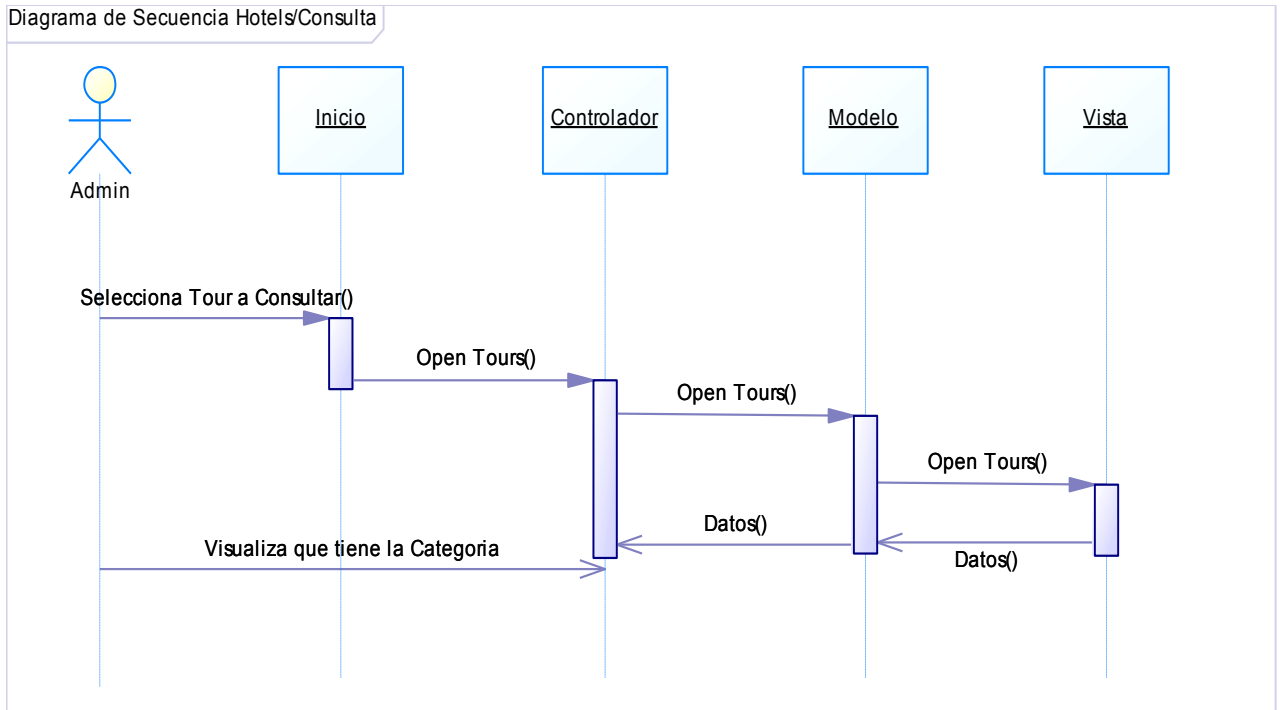 Diagrama de Secuencia Hotels/Consulta
Admin
Inicio
Controlador
Modelo
Vista
Selecciona Tour a Consultar()
Open Tours()
Open Tours()
Open Tours()
Datos()
Datos()
Visualiza que tiene la Categoria